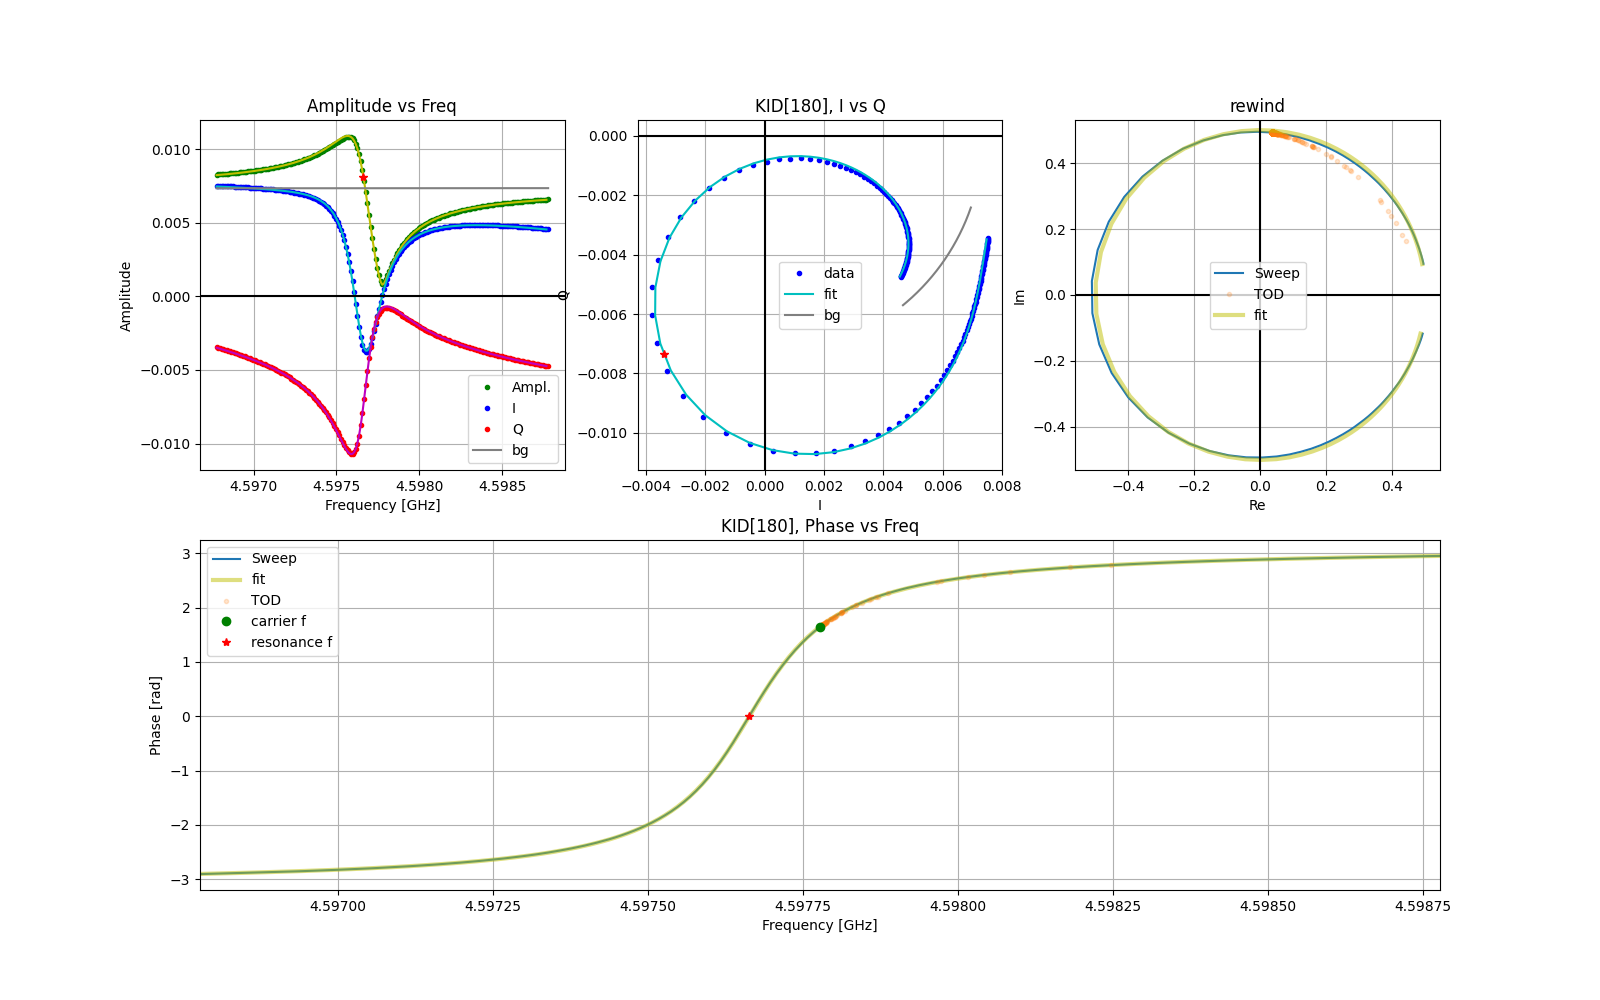 Amplitude vs Freq
Amplitude
0.010
0.005
0.000
−0.005
−0.010
4.5970
4.5975
4.5980
4.5985
Frequency [GHz]
Ampl.
I
Q
bg
KID[180], I vs Q
Q
0.000
−0.002
−0.004
−0.006
−0.008
−0.010
−0.004
−0.002
0.000
0.002
0.004
0.006
0.008
I
data
fit
bg
rewind
Im
0.4
0.2
0.0
−0.2
−0.4
−0.4
−0.2
0.0
0.2
0.4
Re
Sweep
TOD
fit
KID[180], Phase vs Freq
Phase [rad]
3
2
1
0
−1
−2
−3
4.59700
4.59725
4.59750
4.59775
4.59800
4.59825
4.59850
4.59875
Frequency [GHz]
Sweep
fit
TOD
carrier f
resonance f